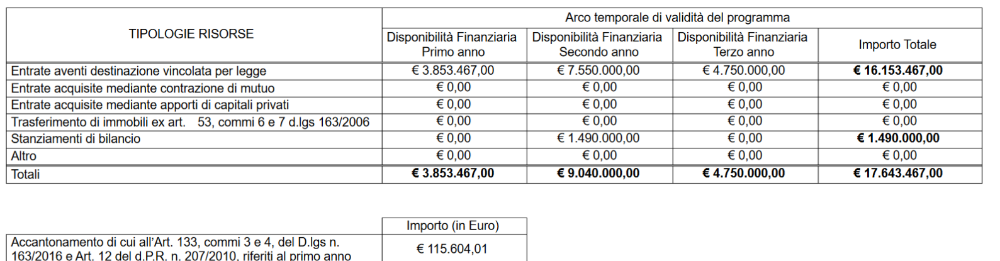 TIPOLOGIE RISORSE
Arco temporale di validità del programma
Disponibilità Finanziaria Primo anno
Disponibilità Finanziaria Secondo anno
Disponibilità Finanziaria Terzo anno
Importo Totale
Entrate aventi destinazione vincolata per legge € 3.853.467,00 € 7.550.000,00 € 4.750.000,00 € 16.153.467,00
Entrate acquisite mediante contrazione di mutuo € 0,00 € 0,00 € 0,00 € 0,00
Entrate acquisite mediante apporti di capitali privati € 0,00 € 0,00 € 0,00 € 0,00
Trasferimento di immobili ex art. 53, commi 6 e 7 d.lgs 163/2006 € 0,00 € 0,00 € 0,00 € 0,00
Stanziamenti di bilancio € 0,00 € 1.490.000,00 € 0,00 € 1.490.000,00
Altro € 0,00 € 0,00 € 0,00 € 0,00
Totali € 3.853.467,00 € 9.040.000,00 € 4.750.000,00 € 17.643.467,00
Importo (in Euro)
Accantonamento di cui all'Art. 133, commi 3 e 4, del D.lgs n.
163/2016 e Art. 12 del d.P.R. n. 207/2010, riferiti al primo anno
€ 115.604,01